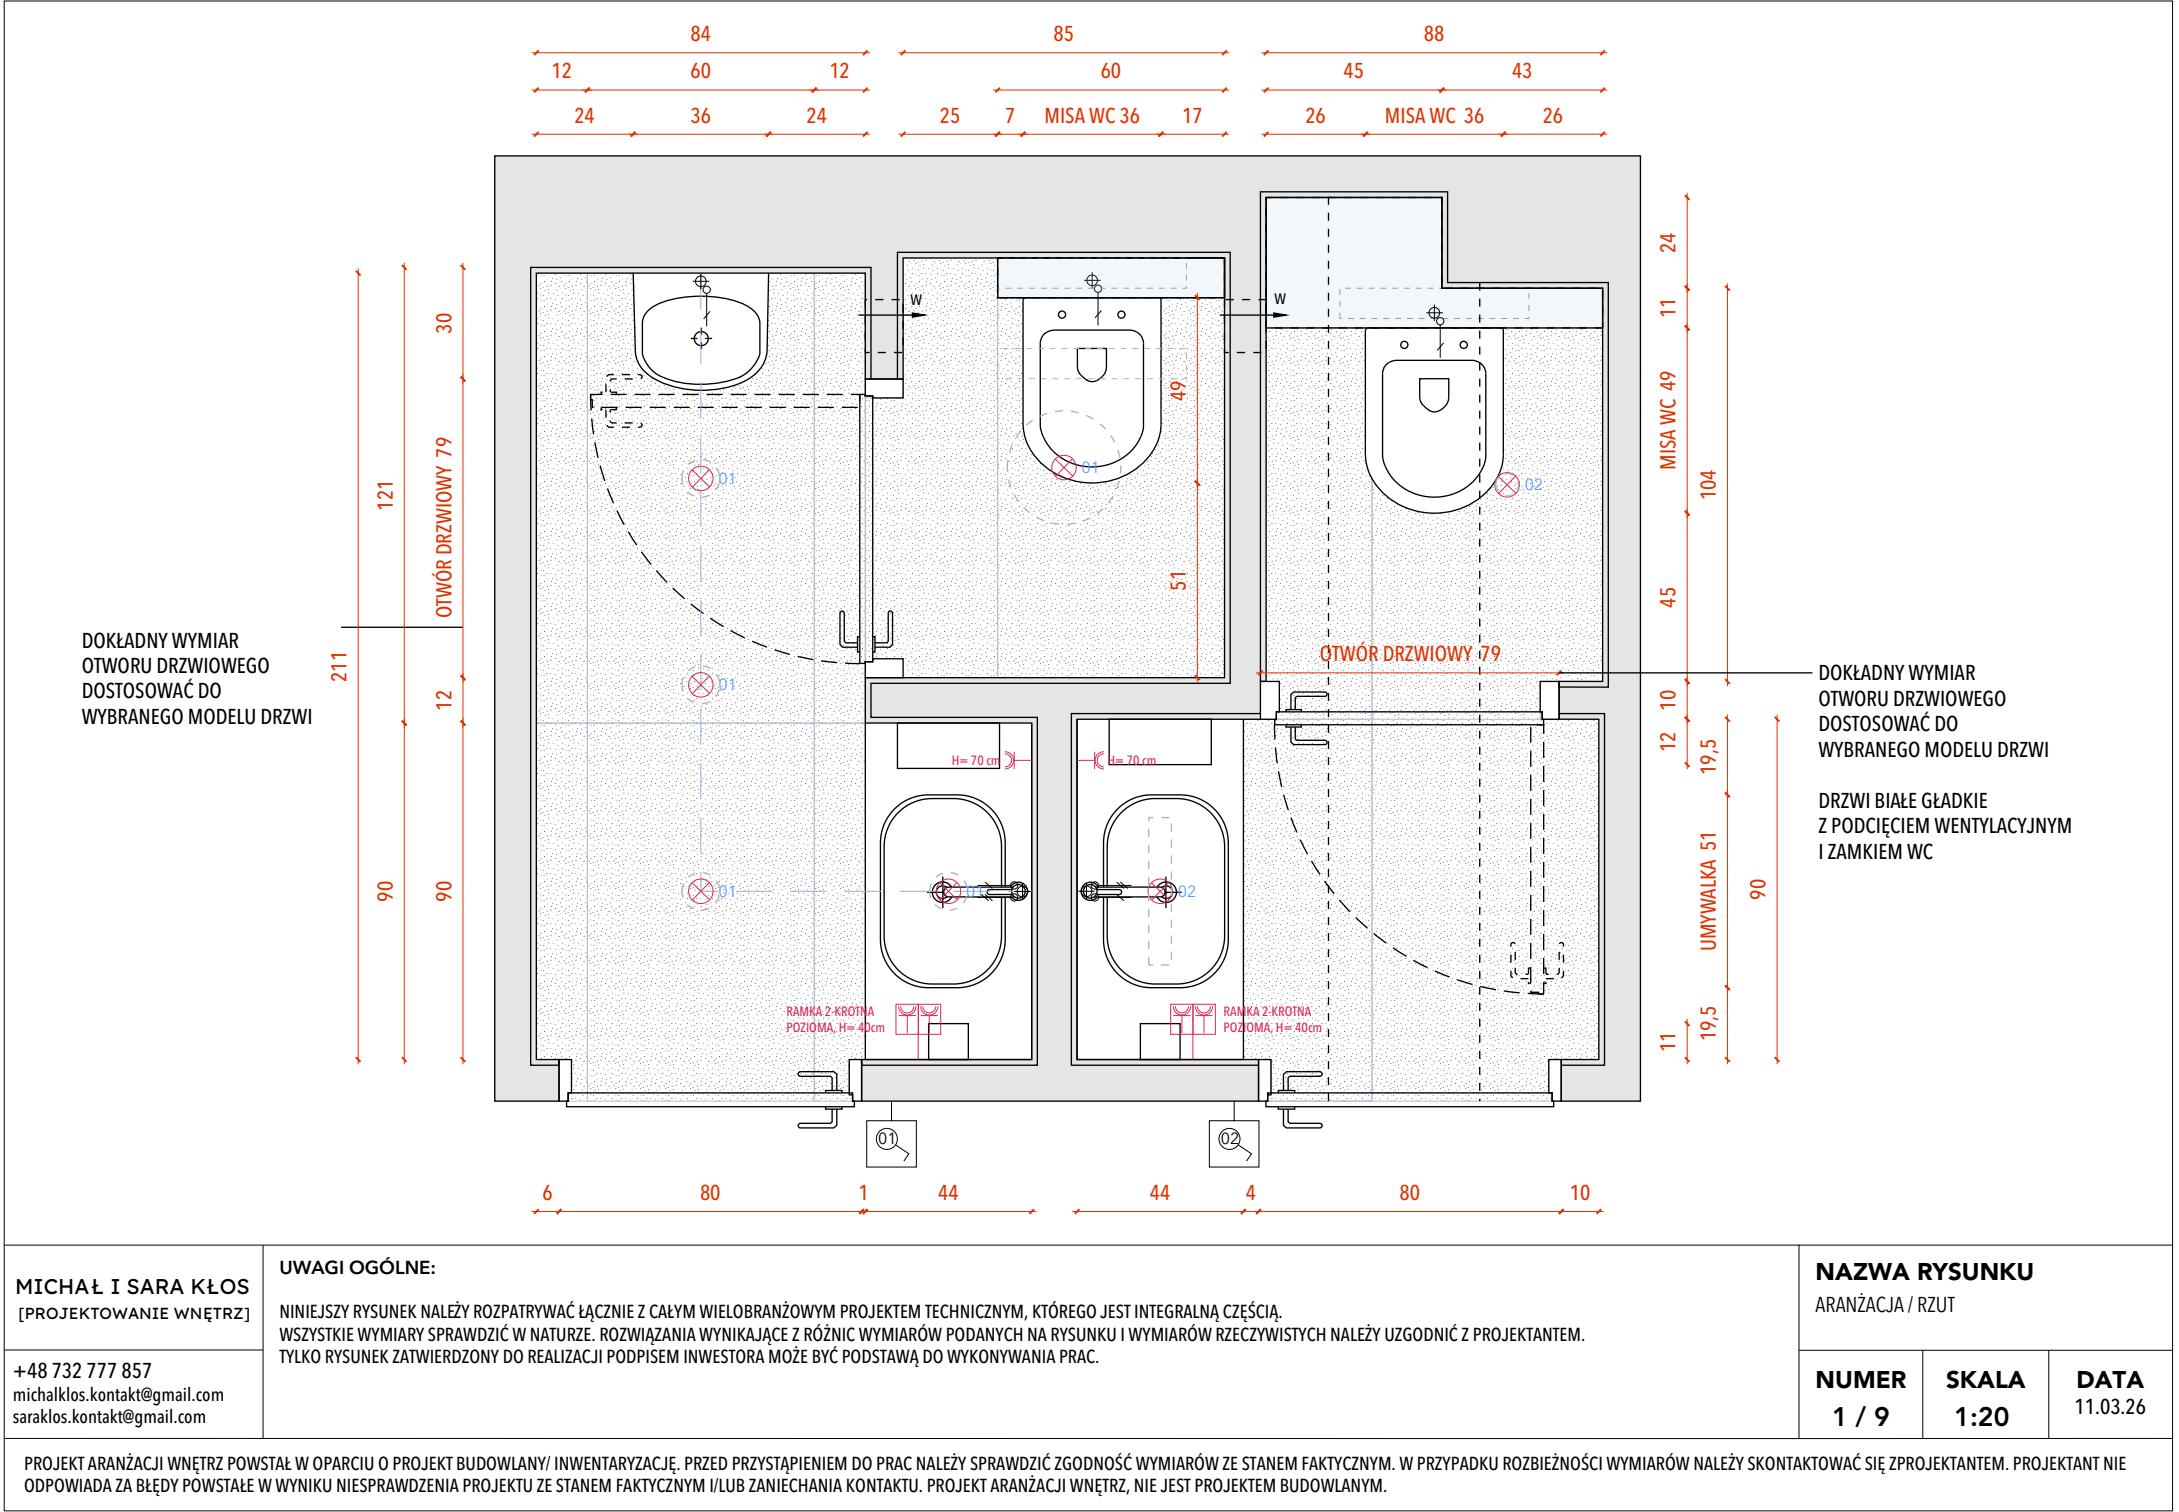 84
85
88
12 60 12
60
45 43
24 36 24
25 7 MISA WC 36 17
26 MISA WC 36 26
W
W
30
OTWÓR DRZWIOWY 79
12
90
121
90
211
49
51
24
11
MISA WC 49
45
10
12
11
104
19,5
UMYWALKA 51
19,5
90
OTWÓR DRZWIOWY 79
01
01
01
01
01
02
02
DOKŁADNY WYMIAR
OTWORU DRZWIOWEGO
DOSTOSOWAĆ DO
WYBRANEGO MODELU DRZWI
DOKŁADNY WYMIAR
OTWORU DRZWIOWEGO
DOSTOSOWAĆ DO
WYBRANEGO MODELU DRZWI
DRZWI BIAŁE GŁADKIE
Z PODCIĘCIEM WENTYLACYJNYM
I ZAMKIEM WC
H= 70 cm
H= 70 cm
RAMKA 2-KROTNA
POZIOMA, H= 40cm
RAMKA 2-KROTNA
POZIOMA, H= 40cm
01
02
6 80 1 44
44 4 80 10
MICHAŁ I SARA KŁOS
[PROJEKTOWANIE WNĘTRZ]
+48 732 777 857
michalklos.kontakt@gmail.com
saraklos.kontakt@gmail.com
UWAGI OGÓLNE:
NINIEJSZY RYSUNEK NALEŻY ROZPATRYWAĆ ŁĄCZNIE Z CAŁYM WIELOBRANŻOWYM PROJEKTEM TECHNICZNYM, KTÓREGO JEST INTEGRALNĄ CZĘŚCIĄ.
WSZYSTKIE WYMIARY SPRAWDZIĆ W NATURZE. ROZWIĄZANIA WYNIKAJĄCE Z RÓŻNIC WYMIARÓW PODANYCH NA RYSUNKU I WYMIARÓW RZECZYWISTYCH NALEŻY UZGODNIĆ Z PROJEKTANTEM.
TYLKO RYSUNEK ZATWIERDZONY DO REALIZACJI PODPISEM INWESTORA MOŻE BYĆ PODSTAWĄ DO WYKONYWANIA PRAC.
NAZWA RYSUNKU
ARANŻACJA / RZUT
NUMER SKALA DATA
1 / 9 1:20 11.03.26
PROJEKT ARANŻACJI WNĘTRZ POWSTAŁ W OPARCIU O PROJEKT BUDOWLANY/ INWENTARYZACJĘ. PRZED PRZYSTĄPIENIEM DO PRAC NALEŻY SPRAWDZIĆ ZGODNOŚĆ WYMIARÓW ZE STANEM FAKTYCZNYM. W PRZYPADKU ROZBIEŻNOŚCI WYMIARÓW NALEŻY SKONTAKTOWAĆ SIĘ ZPROJEKTANTEM. PROJEKTANT NIE
ODPOWIADA ZA BŁĘDY POWSTAŁE W WYNIKU NIESPRAWDZENIA PROJEKTU ZE STANEM FAKTYCZNYM I/LUB ZANIECHANIA KONTAKTU. PROJEKT ARANŻACJI WNĘTRZ, NIE JEST PROJEKTEM BUDOWLANYM.